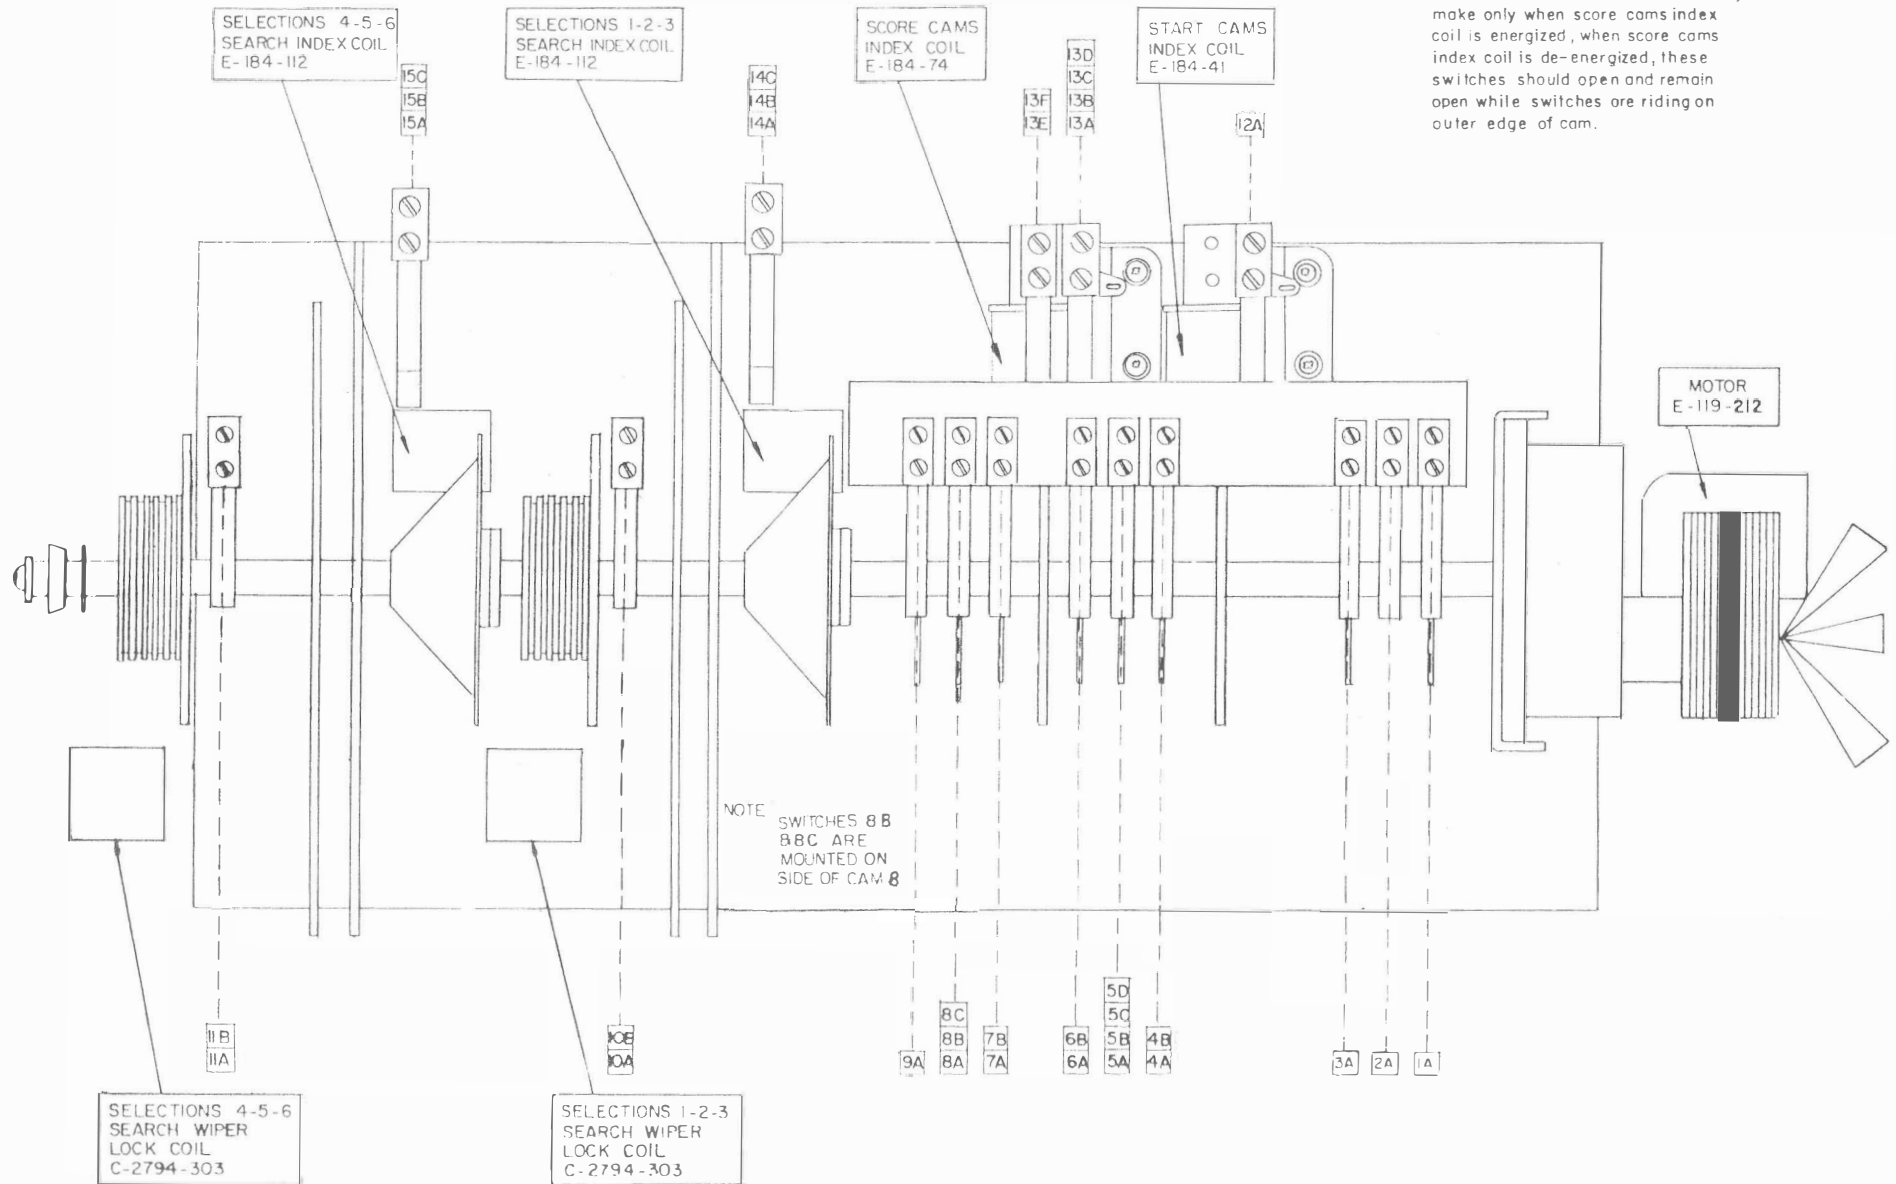 SELECTIONS 4-5-6
SEARCH INDEX COIL
E-184-112
SELECTIONS 1-2-3
SEARCH INDEX COIL
E-184-112
SCORE CAMS
INDEX COIL
E-184-74
START CAMS
INDEX COIL
E-184-41
make only when score cams index
coil is energized, when score cams
index coil is de-energized, these
switches should open and remain
open while switches are riding on
outer edge of cam.
15C
15B
15A
14C
14B
14A
13F
13E
13D
13C
13B
13A
12A
MOTOR
E-119-212
NOTE
SWITCHES 8B
&8C ARE
MOUNTED ON
SIDE OF CAM 8
11B
11A
10B
10A
9A
8C
8B
8A
7B
7A
6B
6A
5D
5C
5B
5A
4B
4A
3A
2A
1A
SELECTIONS 4-5-6
SEARCH WIPER
LOCK COIL
C-2794-303
SELECTIONS 1-2-3
SEARCH WIPER
LOCK COIL
C-2794-303